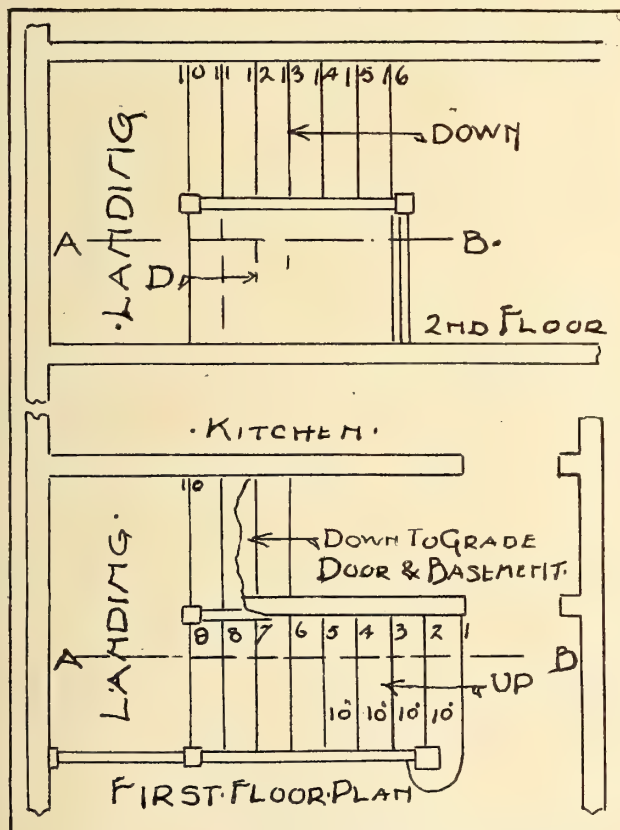 10 11 12 13 14 15 16
DOWN
·LANDING
A
B.
D
2ND FLOOR
·KITCHEN·
10
DOWN TO GRADE
DOOR & BASEMENT.
LANDING·
9 8 7 6 5 4 3 2 1
A
B
UP
10" 10" 10" 10"
FIRST·FLOOR·PLAN